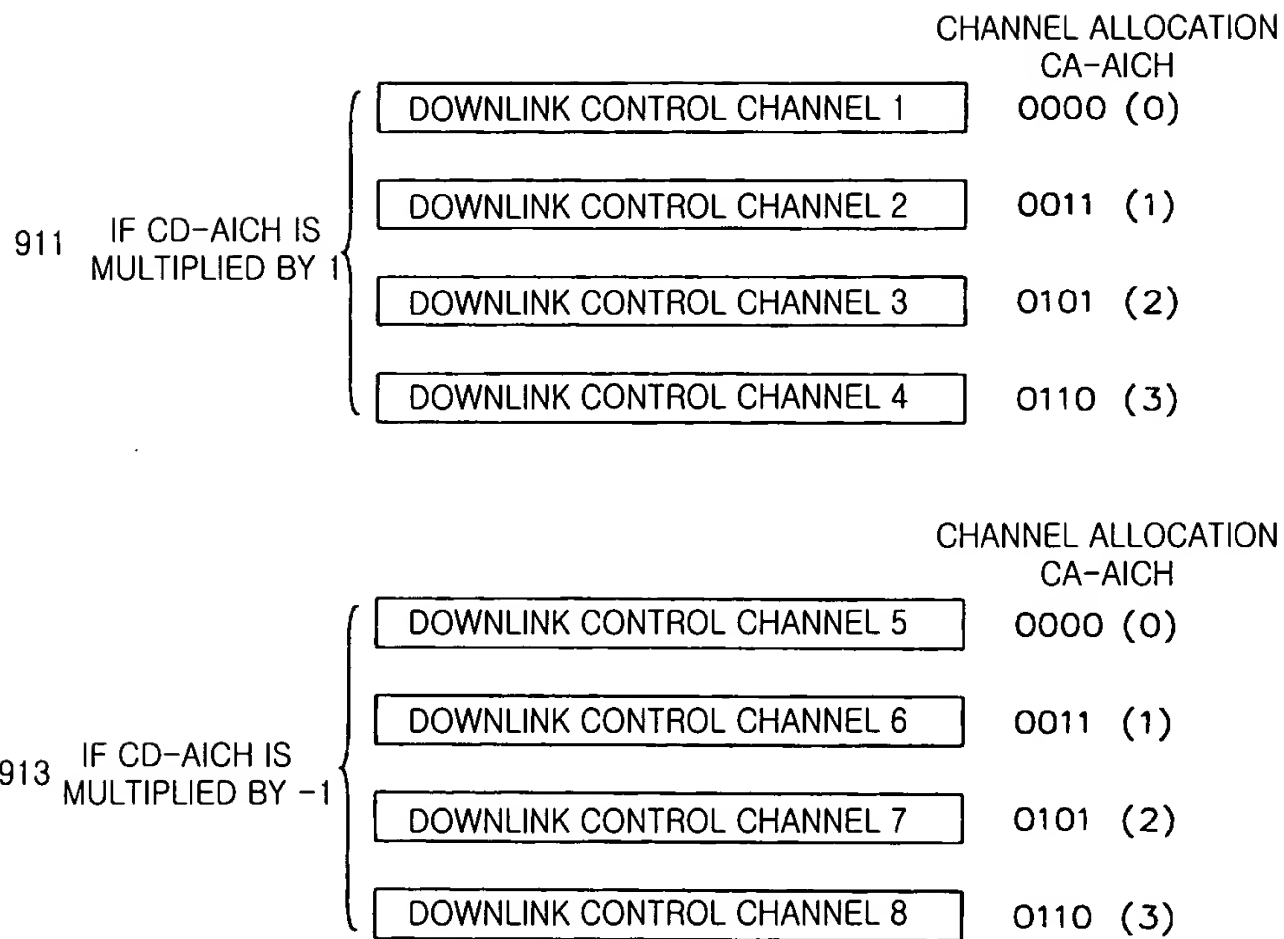 CHANNEL ALLOCATION
CA-AICH
DOWNLINK CONTROL CHANNEL 1 0000 (0)
DOWNLINK CONTROL CHANNEL 2 0011 (1)
911 IF CD-AICH IS
MULTIPLIED BY 1
DOWNLINK CONTROL CHANNEL 3 0101 (2)
DOWNLINK CONTROL CHANNEL 4 0110 (3)
CHANNEL ALLOCATION
CA-AICH
DOWNLINK CONTROL CHANNEL 5 0000 (0)
DOWNLINK CONTROL CHANNEL 6 0011 (1)
913 IF CD-AICH IS
MULTIPLIED BY -1
DOWNLINK CONTROL CHANNEL 7 0101 (2)
DOWNLINK CONTROL CHANNEL 8 0110 (3)